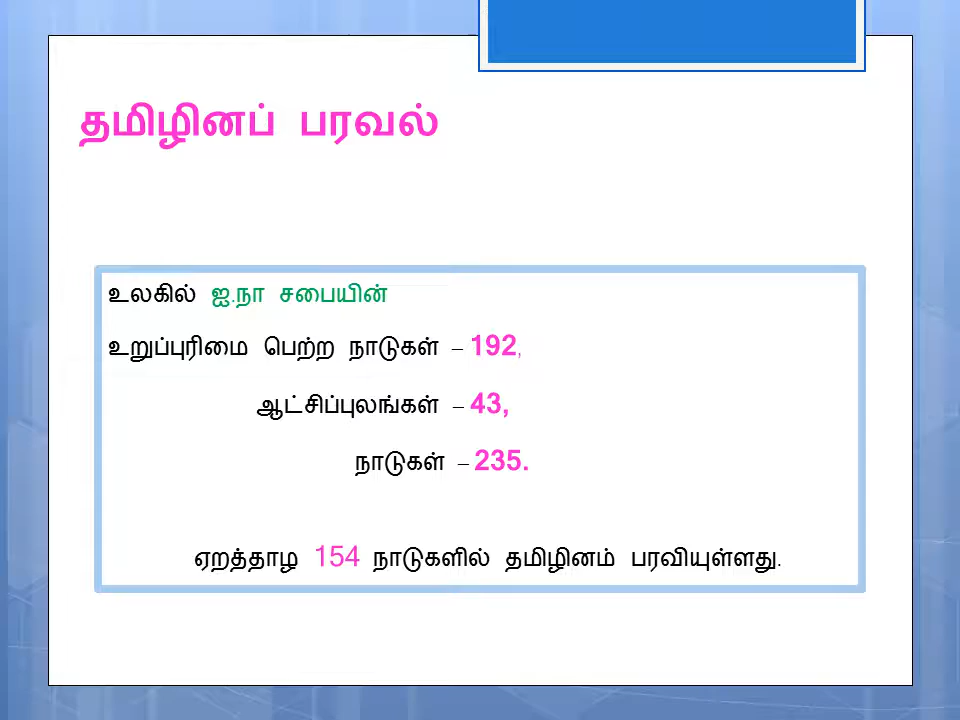 தமிழினப் பரவல்
உலகில் ஐ.நா சபையின்
உறுப்புரிமை பெற்ற நாடுகள் – 192,
ஆட்சிப்புலங்கள் – 43,
நாடுகள் – 235.
ஏறத்தாழ 154 நாடுகளில் தமிழினம் பரவியுள்ளது.